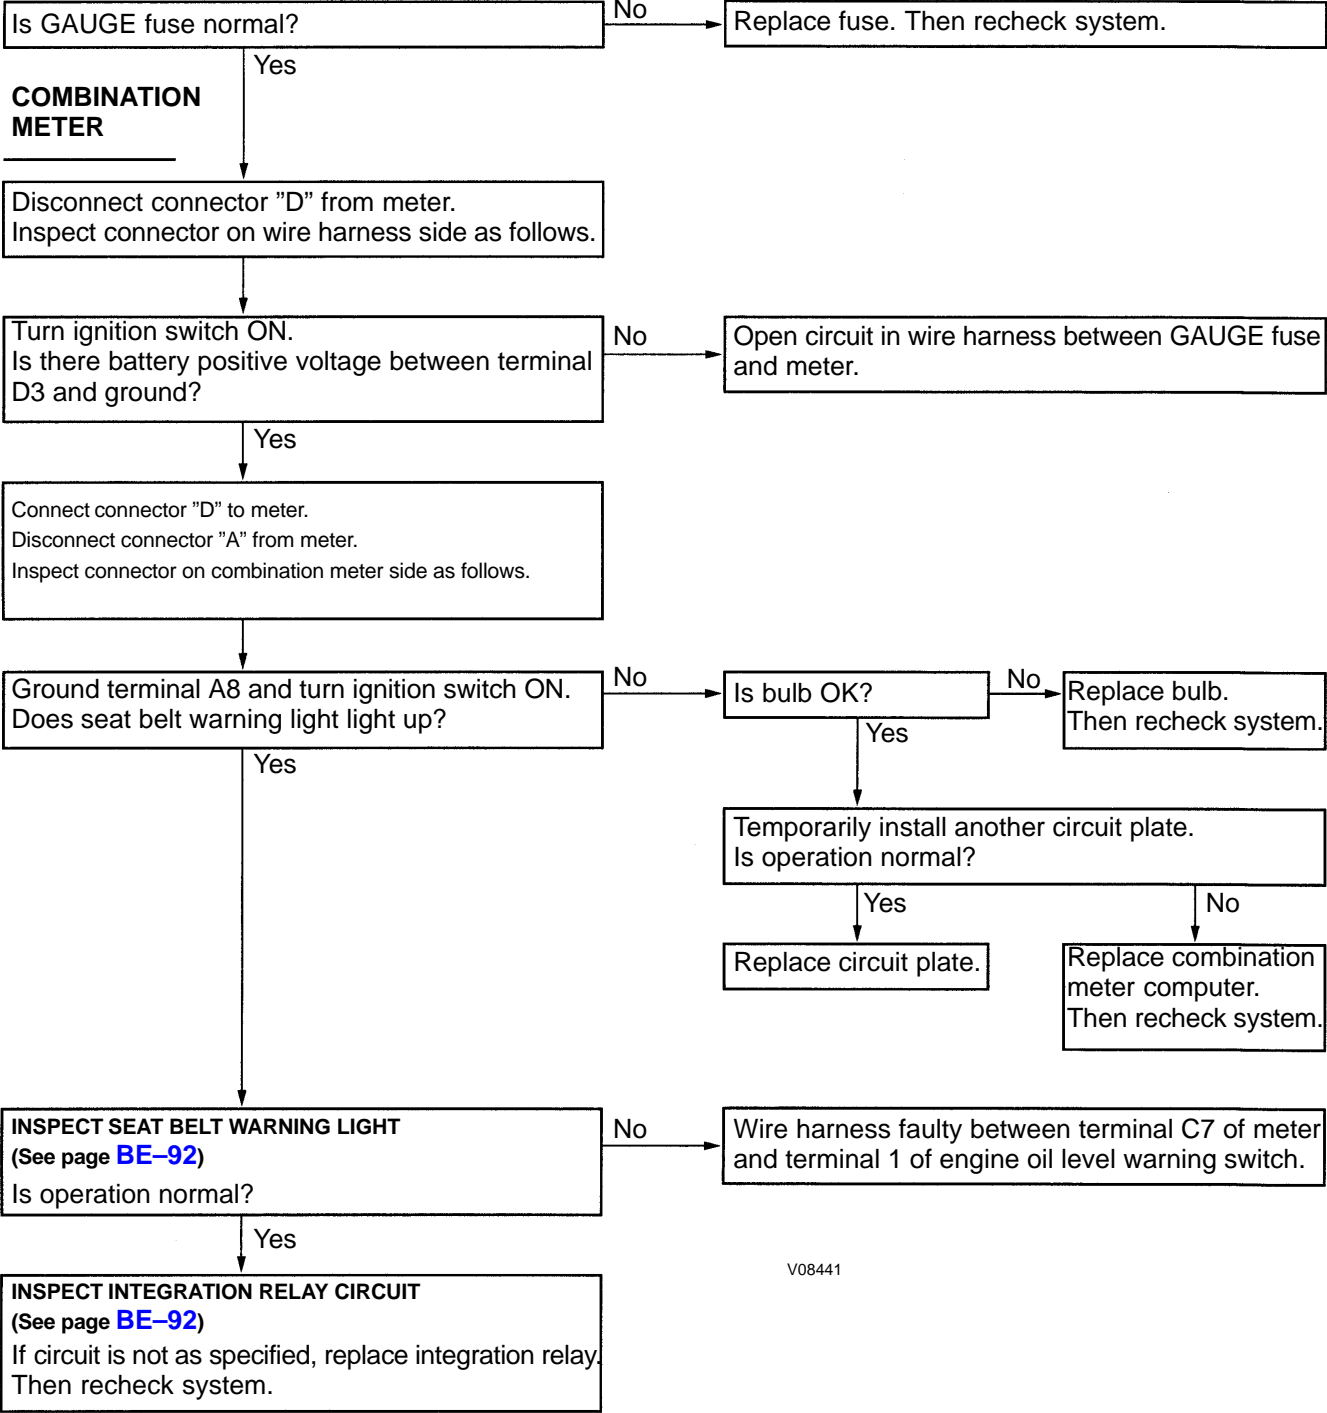 Is GAUGE fuse normal?
No
Replace fuse. Then recheck system.
Yes
COMBINATION
METER
Disconnect connector ”D” from meter.
Inspect connector on wire harness side as follows.
Turn ignition switch ON.
Is there battery positive voltage between terminal
D3 and ground?
No
Open circuit in wire harness between GAUGE fuse
and meter.
Yes
Connect connector ”D” to meter.
Disconnect connector ”A” from meter.
Inspect connector on combination meter side as follows.
Ground terminal A8 and turn ignition switch ON.
Does seat belt warning light light up?
No
Is bulb OK?
No
Replace bulb.
Then recheck system.
Yes
Yes
Temporarily install another circuit plate.
Is operation normal?
Yes
No
Replace circuit plate.
Replace combination
meter computer.
Then recheck system.
INSPECT SEAT BELT WARNING LIGHT
(See page BE–92)
Is operation normal?
No
Wire harness faulty between terminal C7 of meter
and terminal 1 of engine oil level warning switch.
Yes
INSPECT INTEGRATION RELAY CIRCUIT
(See page BE–92)
If circuit is not as specified, replace integration relay.
Then recheck system.
V08441